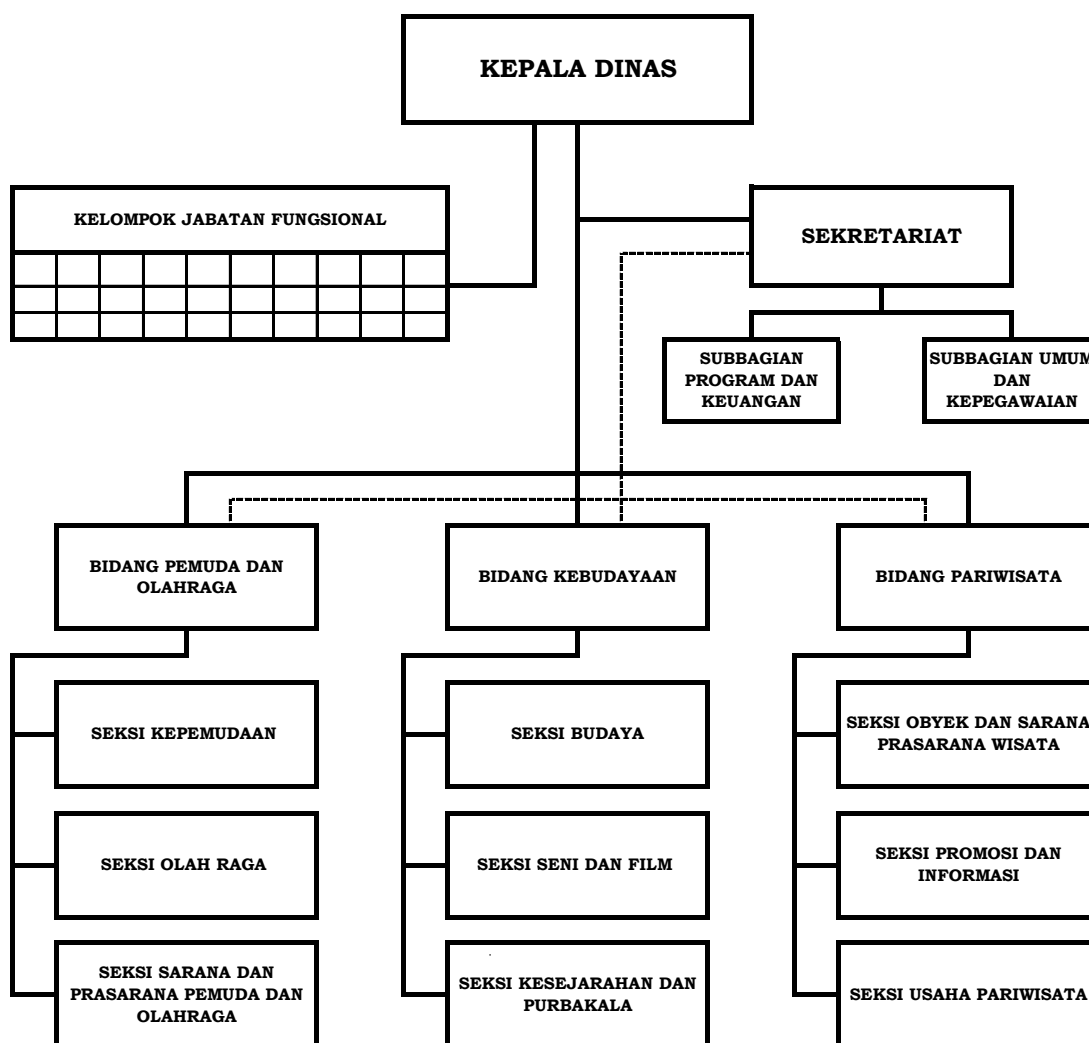 KEPALA DINAS
KELOMPOK JABATAN FUNGSIONAL
SEKRETARIAT
SUBBAGIAN
PROGRAM DAN
KEUANGAN
SUBBAGIAN UMUM
DAN
KEPEGAWAIAN
BIDANG PEMUDA DAN
OLAHRAGA
BIDANG KEBUDAYAAN
BIDANG PARIWISATA
SEKSI KEPEMUDAAN
SEKSI BUDAYA
SEKSI OBYEK DAN SARANA
PRASARANA WISATA
SEKSI OLAH RAGA
SEKSI SENI DAN FILM
SEKSI PROMOSI DAN
INFORMASI
SEKSI SARANA DAN
PRASARANA PEMUDA DAN
OLAHRAGA
SEKSI KESEJARAHAN DAN
PURBAKALA
SEKSI USAHA PARIWISATA